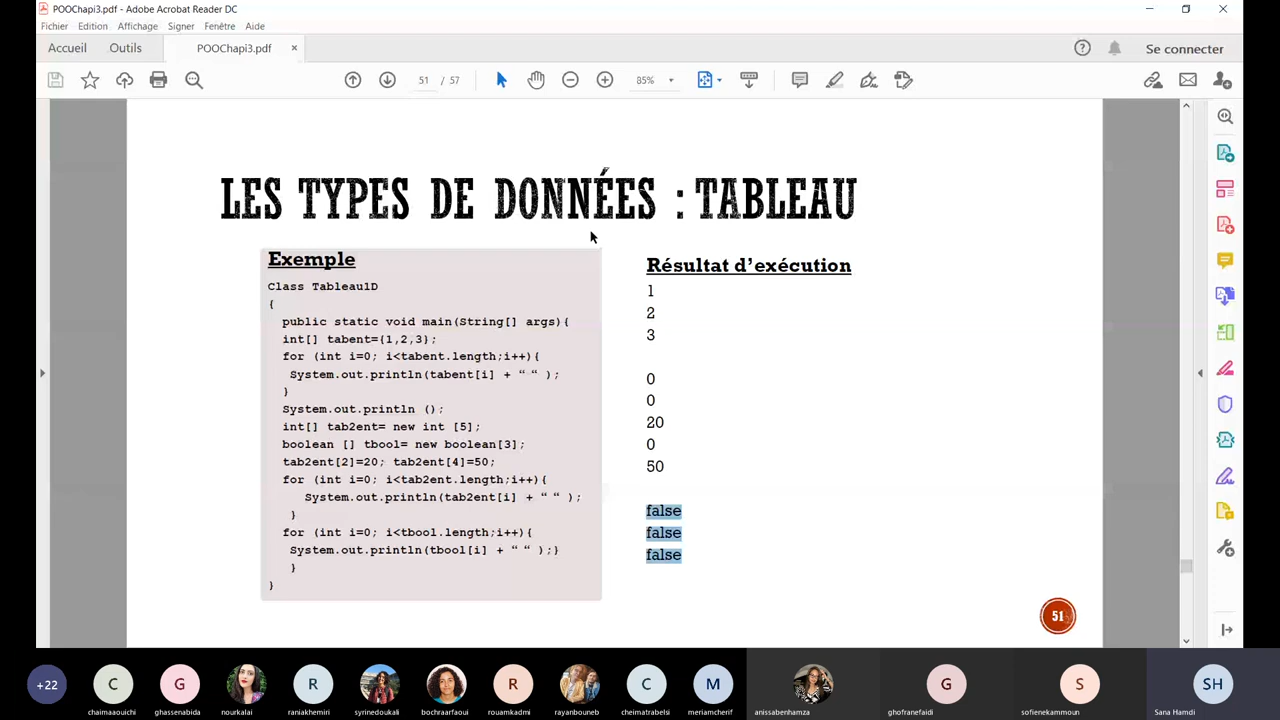 POOChapi3.pdf - Adobe Acrobat Reader DC
Fichier Edition Affichage Signer Fenêtre Aide
Accueil Outils POOChapi3.pdf × Se connecter
51 / 57 85%
LES TYPES DE DONNÉES : TABLEAU
Exemple
Class Tableau1D
{
public static void main(String[] args){
int[] tabent={1,2,3};
for (int i=0; i<tabent.length;i++){
System.out.println(tabent[i] + “ “ );
}
System.out.println ();
int[] tab2ent= new int [5];
boolean [] tbool= new boolean[3];
tab2ent[2]=20; tab2ent[4]=50;
for (int i=0; i<tab2ent.length;i++){
System.out.println(tab2ent[i] + “ “ );
}
for (int i=0; i<tbool.length;i++){
System.out.println(tbool[i] + “ “ );}
}
}
Résultat d’exécution
1
2
3
0
0
20
0
50
false
false
false
51
+22 C G R R C M G S SH
chaimaaouichi ghassenabida nourkalai raniakhemiri syrinedoukali bochraarfaoui rouamkadmi rayanbouneb cheimatrabelsi meriamcherif anissabenhamza ghofranefaidi sofienekammoun Sana Hamdi